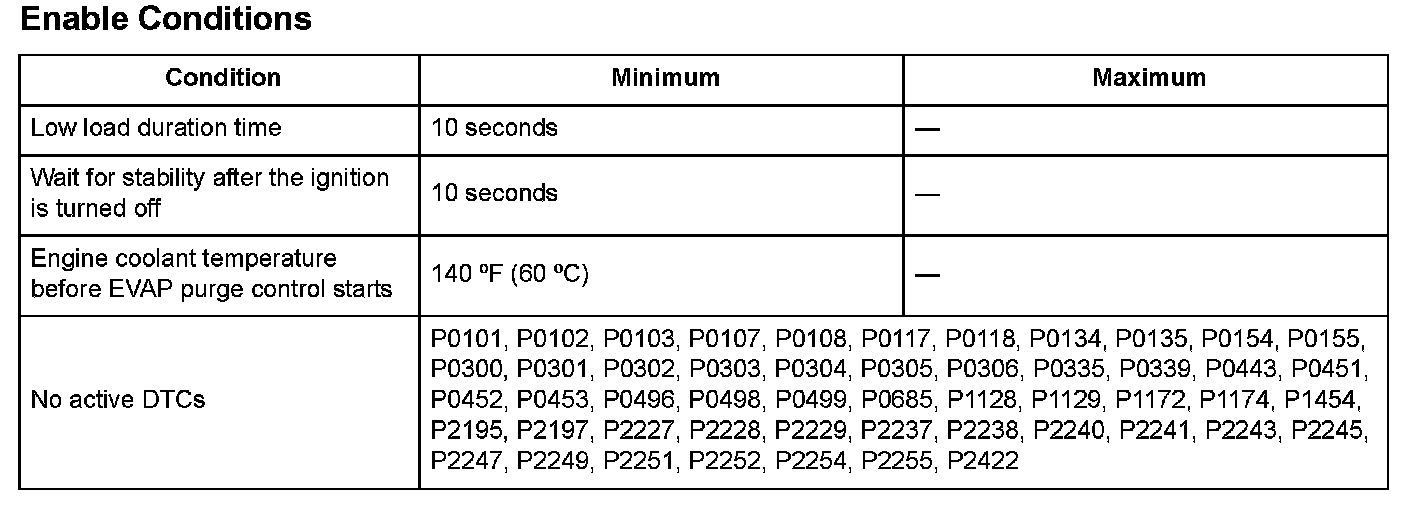 Enable Conditions
Condition Minimum Maximum
Low load duration time 10 seconds —
Wait for stability after the ignition
is turned off 10 seconds —
Engine coolant temperature
before EVAP purge control starts 140 ºF (60 ºC) —
No active DTCs
P0101, P0102, P0103, P0107, P0108, P0117, P0118, P0134, P0135, P0154, P0155,
P0300, P0301, P0302, P0303, P0304, P0305, P0306, P0335, P0339, P0443, P0451,
P0452, P0453, P0496, P0498, P0499, P0685, P1128, P1129, P1172, P1174, P1454,
P2195, P2197, P2227, P2228, P2229, P2237, P2238, P2240, P2241, P2243, P2245,
P2247, P2249, P2251, P2252, P2254, P2255, P2422